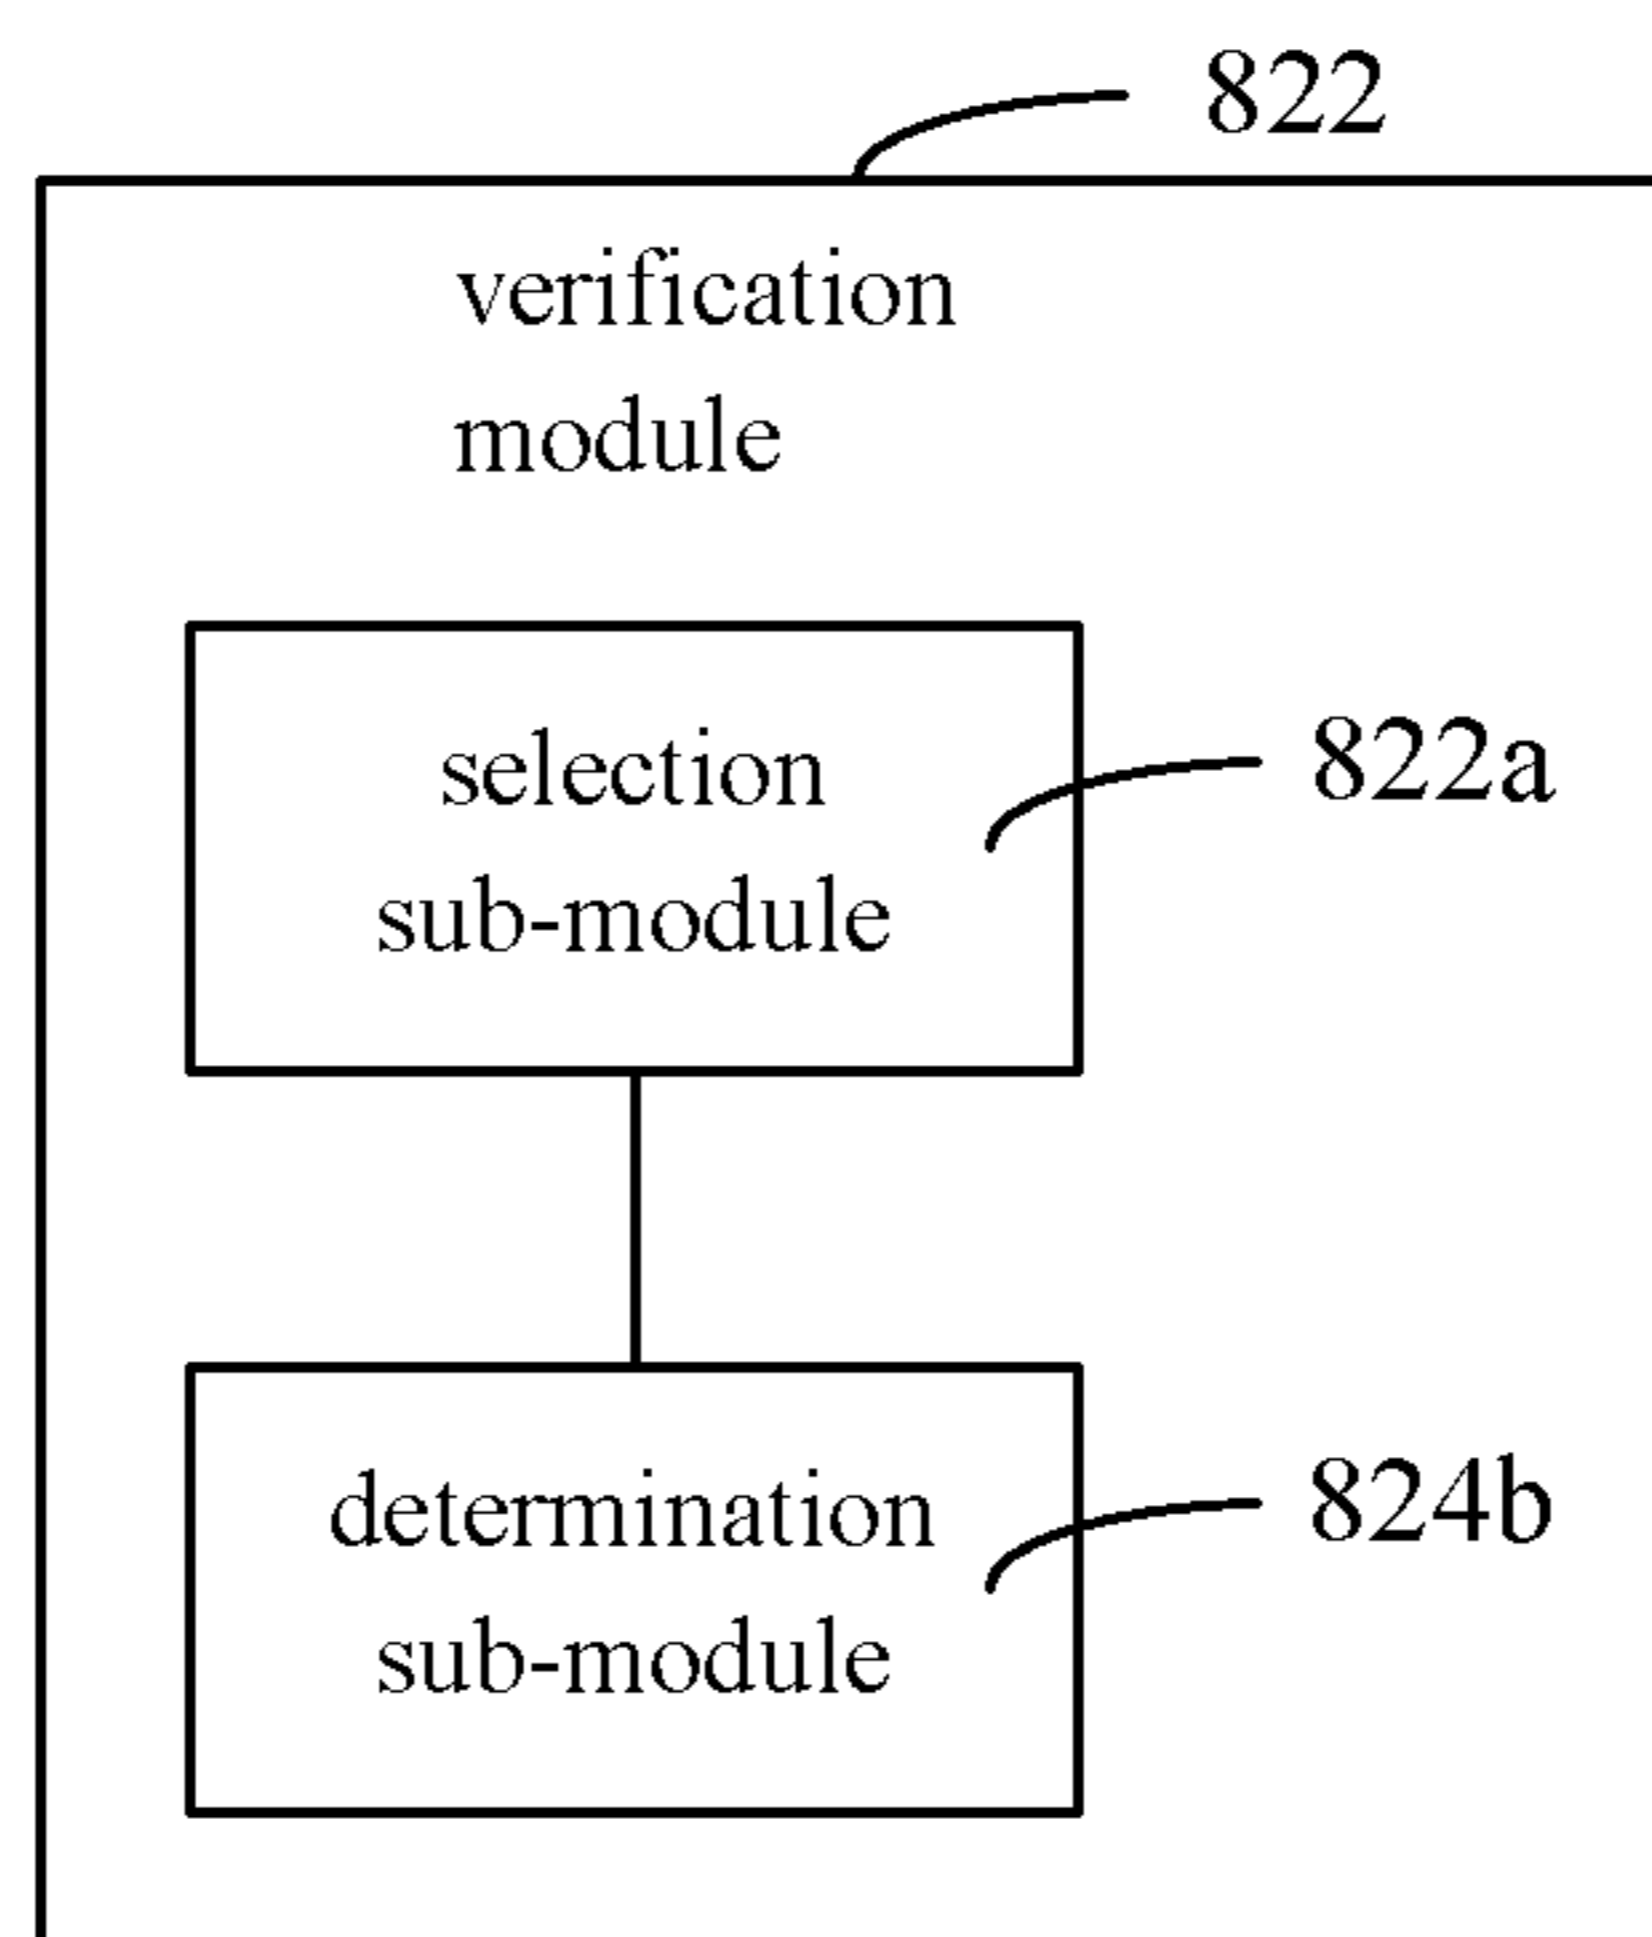 822
verification
module
selection
822a
sub-module
determination
824b
sub-module